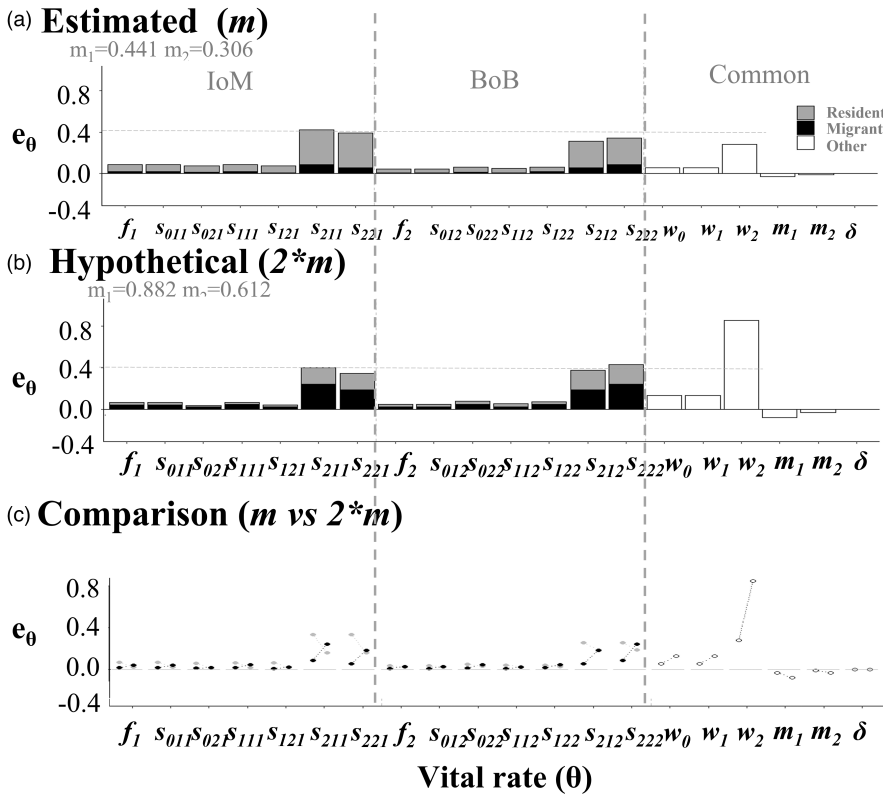 (a) Estimated (m)
m1=0.441 m2=0.306
IoM BoB Common
0.8
0.4
0.0
-0.4
eθ
Resident
Migrant
Other
f1 s011 s021 s111 s121 s211 s221 f2 s012 s022 s112 s122 s212 s222 w0 w1 w2 m1 m2 δ
(b) Hypothetical (2*m)
m1=0.882 m2=0.612
0.8
0.4
0.0
-0.4
eθ
f1 s011 s021 s111 s121 s211 s221 f2 s012 s022 s112 s122 s212 s222 w0 w1 w2 m1 m2 δ
(c) Comparison (m vs 2*m)
0.8
0.4
0.0
-0.4
eθ
f1 s011 s021 s111 s121 s211 s221 f2 s012 s022 s112 s122 s212 s222 w0 w1 w2 m1 m2 δ
Vital rate (θ)